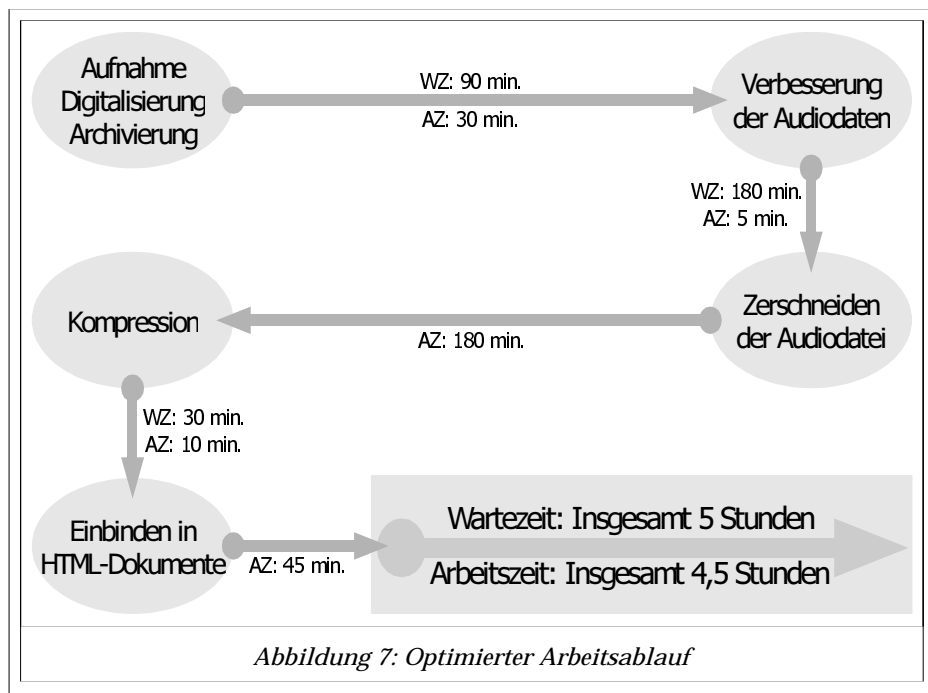 Aufnahme
Digitalisierung
Archivierung
WZ: 90 min.
AZ: 30 min.
Verbesserung
der Audiodaten
WZ: 180 min.
AZ: 5 min.
Zerschneiden
der Audiodatei
AZ: 180 min.
Kompression
WZ: 30 min.
AZ: 10 min.
Einbinden in
HTML-Dokumente
AZ: 45 min.
Wartezeit: Insgesamt 5 Stunden
Arbeitszeit: Insgesamt 4,5 Stunden
Abbildung 7: Optimierter Arbeitsablauf